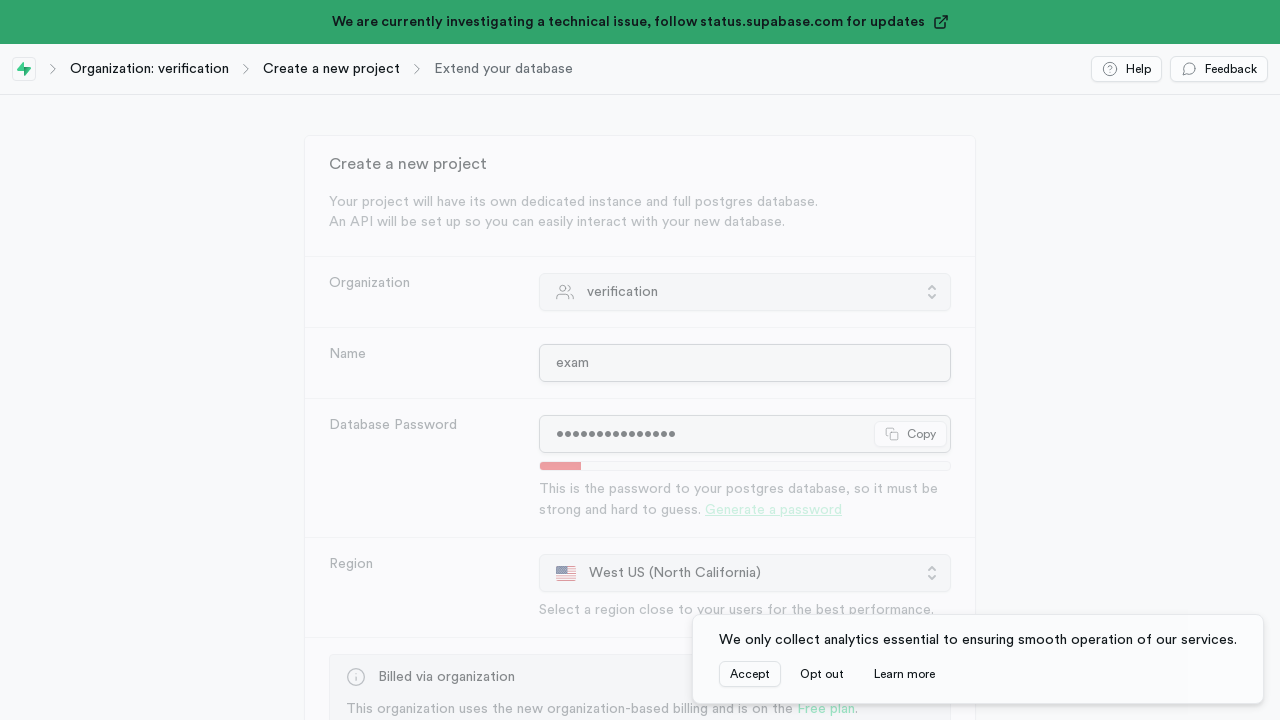 We are currently investigating a technical issue, follow status.supabase.com for updates
Organization: verification
Create a new project
Extend your database
Help
Feedback
Create a new project
Your project will have its own dedicated instance and full postgres database.
An API will be set up so you can easily interact with your new database.
Organization
verification
Name
exam
Database Password
•••••••••••••••
Copy
This is the password to your postgres database, so it must be
strong and hard to guess. Generate a password
Region
West US (North California)
Select a region close to your users for the best performance.
We only collect analytics essential to ensuring smooth operation of our services.
Accept
Opt out
Learn more
Billed via organization
This organization uses the new organization-based billing and is on the Free plan.